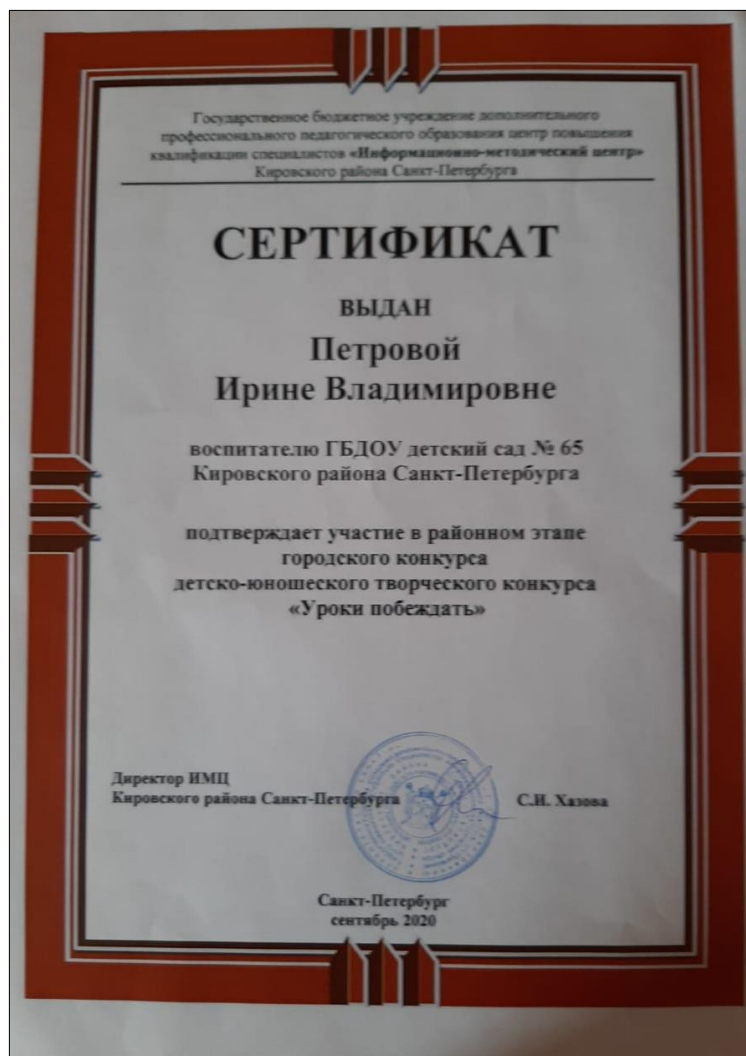 Государственное бюджетное учреждение дополнительного
профессионального педагогического образования центр повышения
квалификации специалистов «Информационно-методический центр»
Кировского района Санкт-Петербурга
СЕРТИФИКАТ
ВЫДАН
Петровой
Ирине Владимировне
воспитателю ГБДОУ детский сад № 65
Кировского района Санкт-Петербурга
подтверждает участие в районном этапе
городского конкурса
детско-юношеского творческого конкурса
«Уроки побеждать»
Директор ИМЦ
Кировского района Санкт-Петербурга
С.И. Хазова
Санкт-Петербург
сентябрь 2020